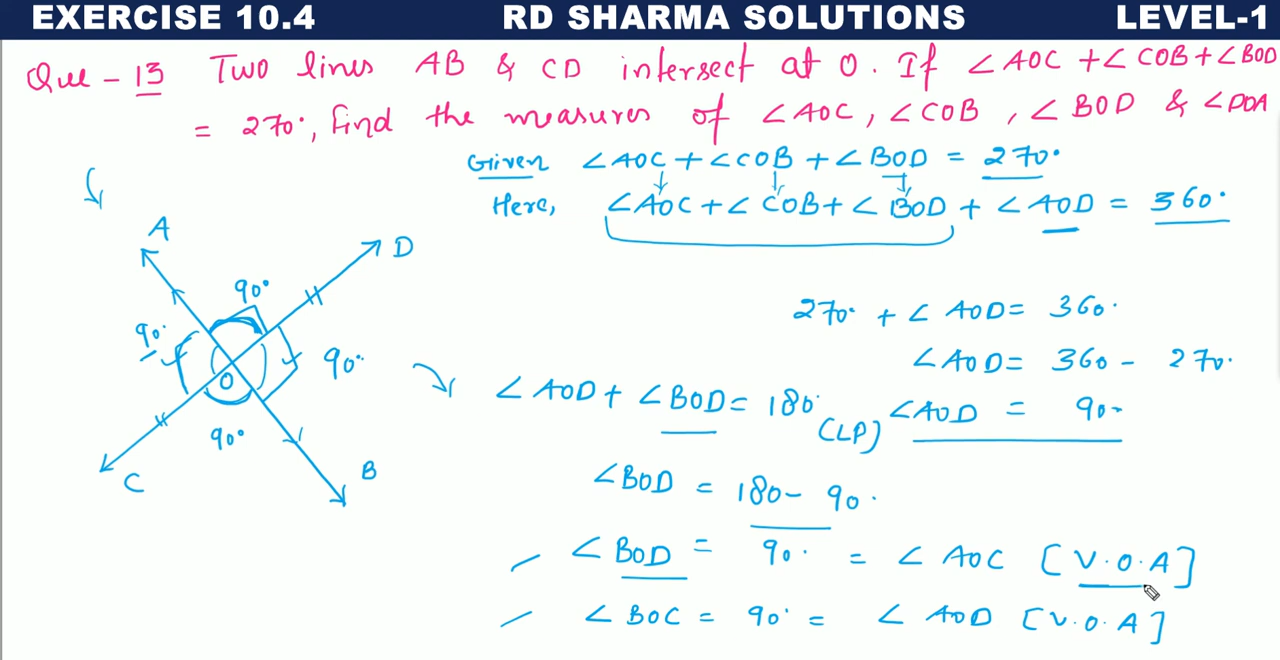 EXERCISE 10.4 RD SHARMA SOLUTIONS LEVEL-1
Que - 13 Two lines AB & CD intersect at O. If ∠AOC + ∠COB + ∠BOD
= 270°, find the measures of ∠AOC, ∠COB, ∠BOD & ∠DOA
Given ∠AOC + ∠COB + ∠BOD = 270°
Here, ∠AOC + ∠COB + ∠BOD + ∠AOD = 360°
A
D
90°
90°
90°
O
90°
C
B
270° + ∠AOD = 360°
∠AOD = 360 - 270°
∠AOD = 90°
∠AOD + ∠BOD = 180° (LP)
∠BOD = 180 - 90°
∠BOD = 90° = ∠AOC [V.O.A]
∠BOC = 90° = ∠AOD [V.O.A]